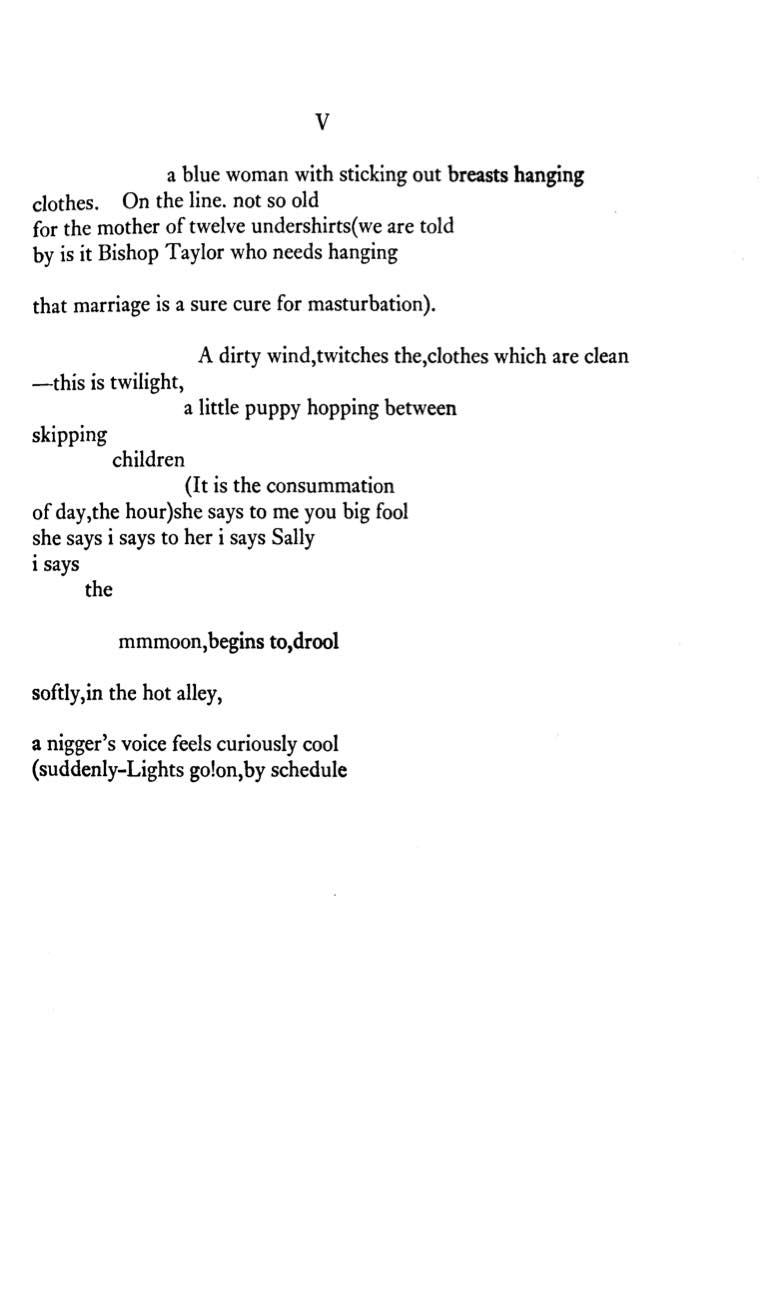 V
a blue woman with sticking out breasts hanging
clothes. On the line. not so old
for the mother of twelve undershirts(we are told
by is it Bishop Taylor who needs hanging
that marriage is a sure cure for masturbation).
A dirty wind,twitches the,clothes which are clean
—this is twilight,
a little puppy hopping between
skipping
children
(It is the consummation
of day,the hour)she says to me you big fool
she says i says to her i says Sally
i says
the
mmmoon,begins to,drool
softly,in the hot alley,
a nigger's voice feels curiously cool
(suddenly-Lights go!on,by schedule